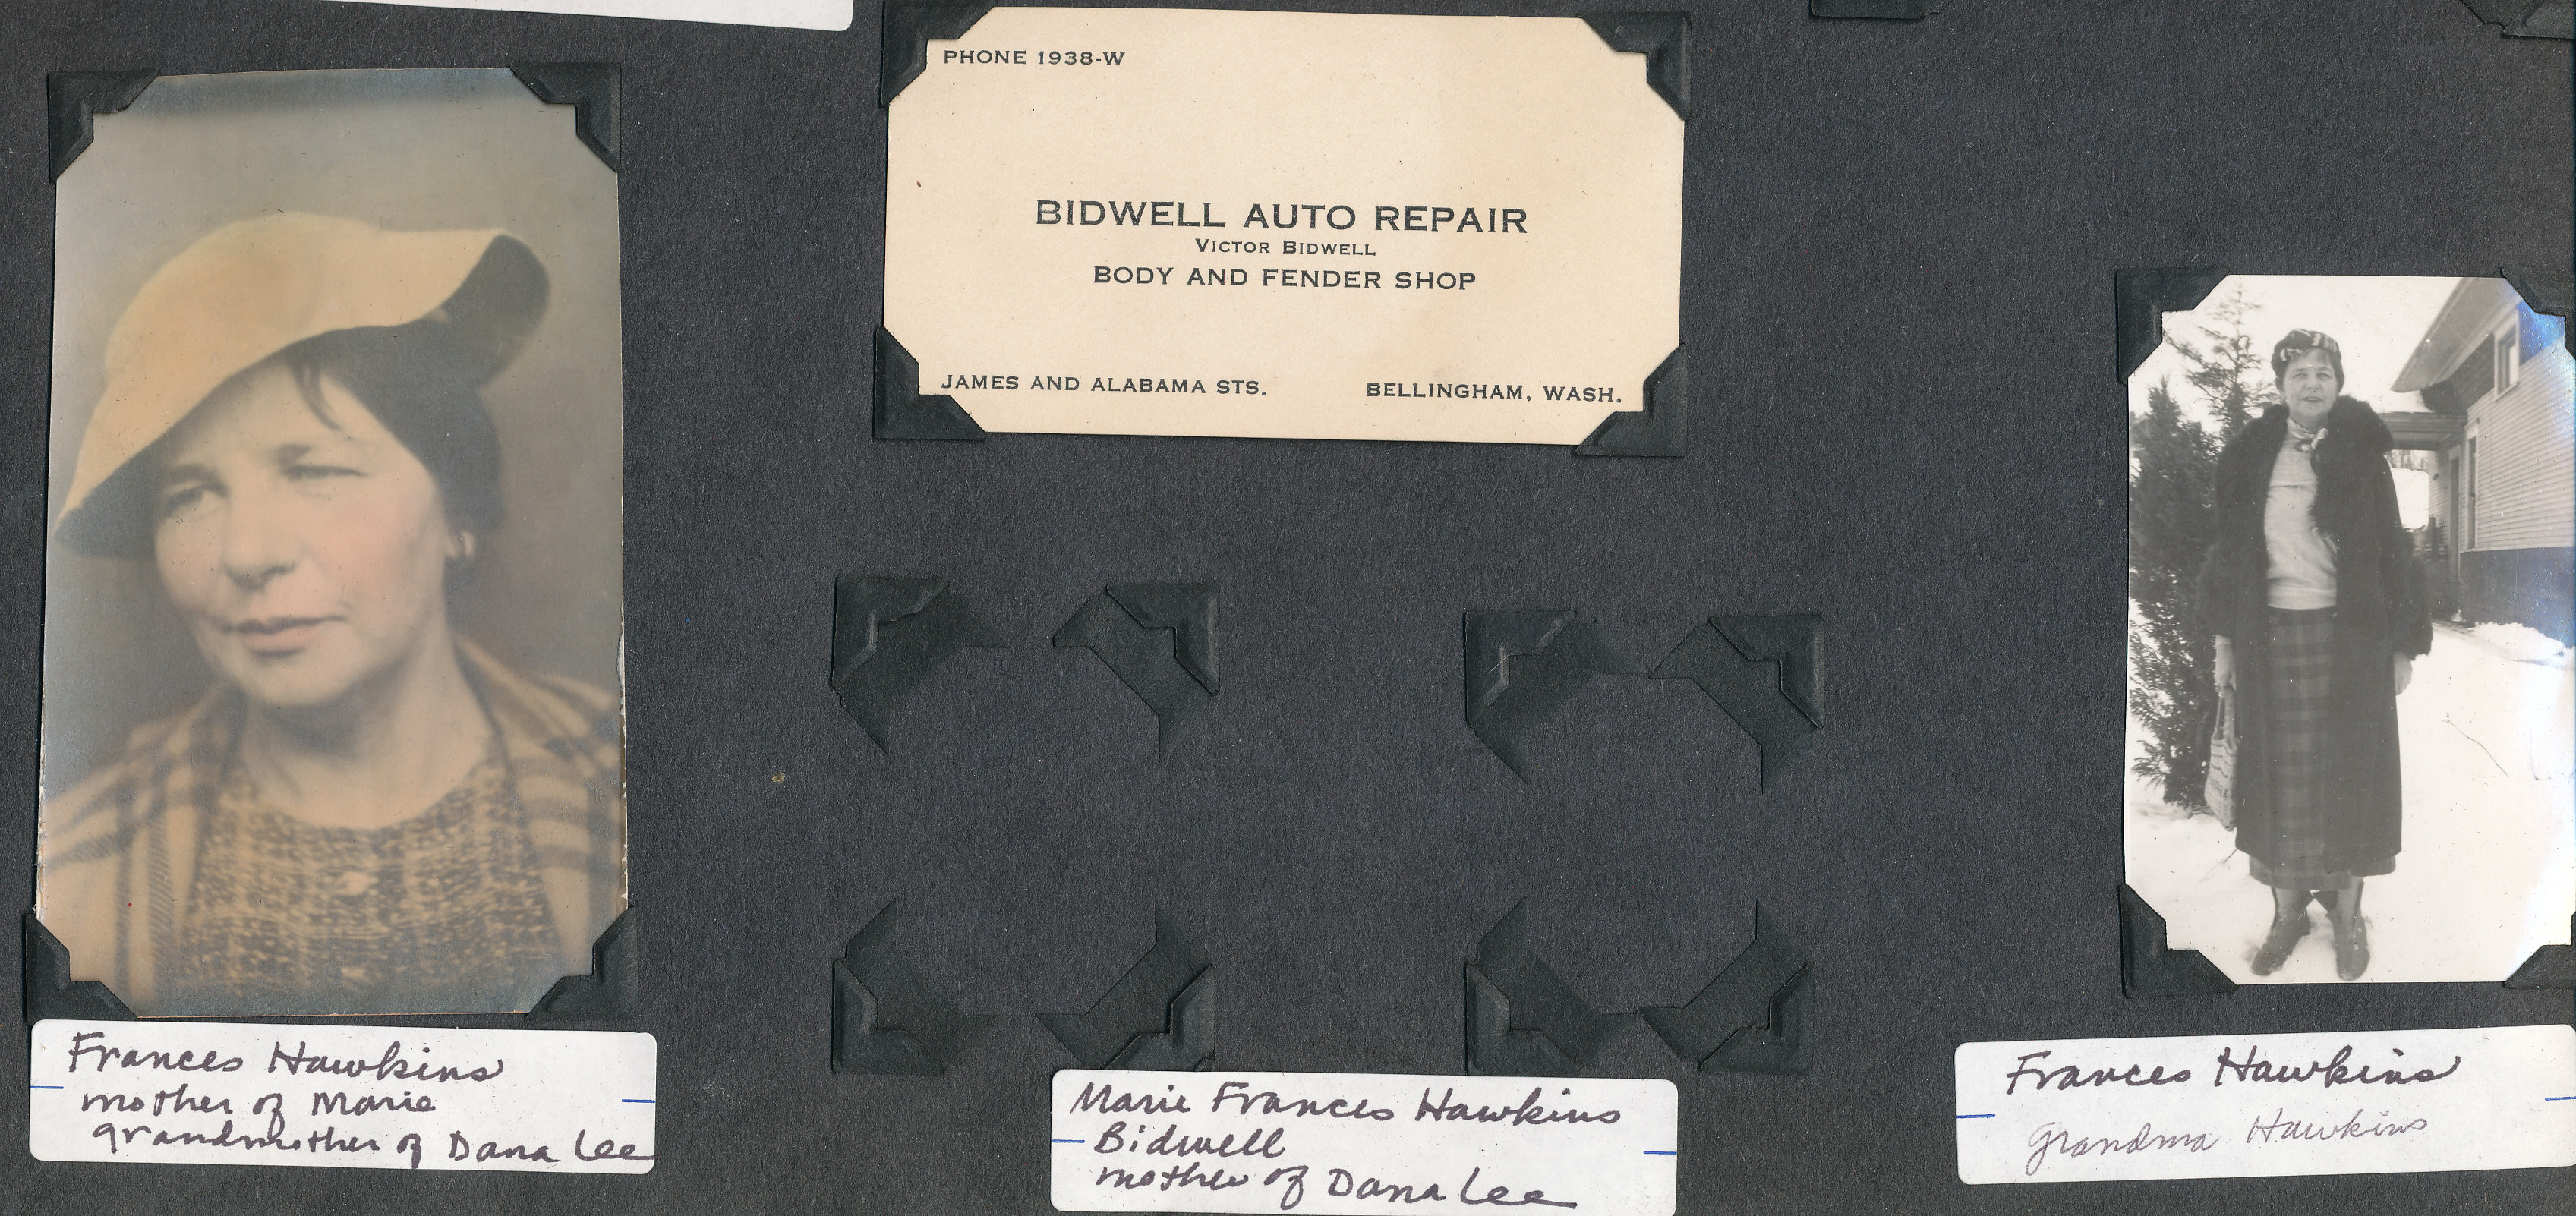 PHONE 1938-W
BIDWELL AUTO REPAIR
VICTOR BIDWELL
BODY AND FENDER SHOP
JAMES AND ALABAMA STS. BELLINGHAM, WASH.
Frances Hawkins
mother of Marie
grandmother of Dana Lee
Marie Frances Hawkins
Bidwell
mother of Dana Lee
Frances Hawkins
Grandma Hawkins